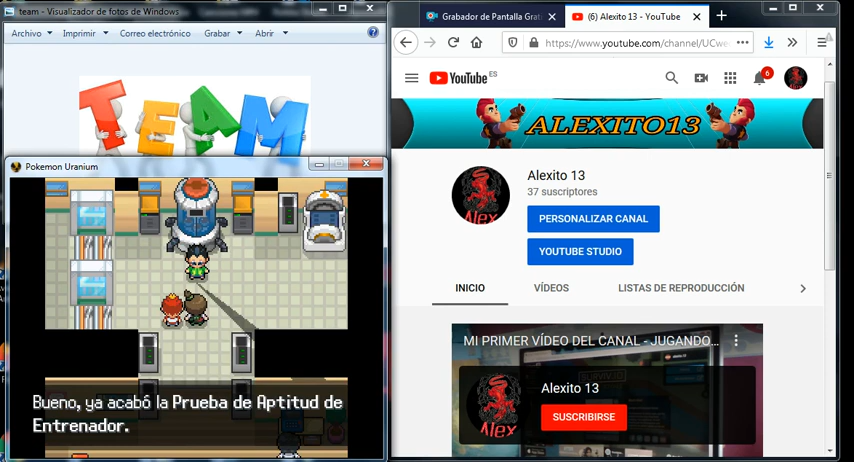 team - Visualizador de fotos de Windows
Archivo Imprimir Correo electrónico Grabar Abrir
TEAM
Pokemon Uranium
Bueno, ya acabó la Prueba de Aptitud de
Entrenador.
Grabador de Pantalla Grat
(6) Alexito 13 - YouTube
https://www.youtube.com/channel/UCwe
YouTube ES
6
ALEXITO13
Alex
Alexito 13
37 suscriptores
PERSONALIZAR CANAL
YOUTUBE STUDIO
INICIO VÍDEOS LISTAS DE REPRODUCCIÓN
MI PRIMER VÍDEO DEL CANAL - JUGANDO...
Alex
Alexito 13
SUSCRIBIRSE